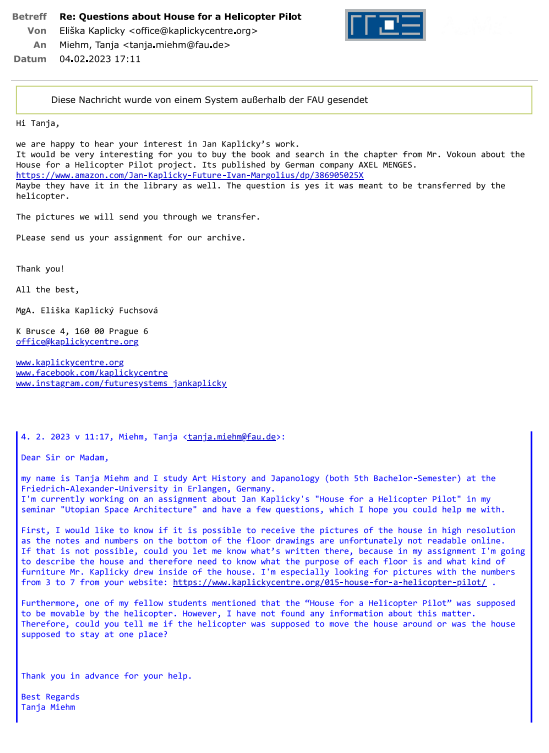 Betreff Re: Questions about House for a Helicopter Pilot
Von Eliška Kaplicky <office@kaplickycentre.org>
An Miehm, Tanja <tanja.miehm@fau.de>
Datum 04.02.2023 17:11
Diese Nachricht wurde von einem System außerhalb der FAU gesendet
Hi Tanja,
we are happy to hear your interest in Jan Kaplicky’s work.
It would be very interesting for you to buy the book and search in the chapter from Mr. Vokoun about the
House for a Helicopter Pilot project. Its published by German company AXEL MENGES.
https://www.amazon.com/Jan-Kaplicky-Future-Ivan-Margolius/dp/386905025X
Maybe they have it in the library as well. The question is yes it was meant to be transferred by the
helicopter.
The pictures we will send you through we transfer.
PLease send us your assignment for our archive.
Thank you!
All the best,
MgA. Eliška Kaplický Fuchsová
K Brusce 4, 160 00 Prague 6
office@kaplickycentre.org
www.kaplickycentre.org
www.facebook.com/kaplickycentre
www.instagram.com/futuresystems_jankaplicky
4. 2. 2023 v 11:17, Miehm, Tanja <tanja.miehm@fau.de>:
Dear Sir or Madam,
my name is Tanja Miehm and I study Art History and Japanology (both 5th Bachelor-Semester) at the
Friedrich-Alexander-University in Erlangen, Germany.
I'm currently working on an assignment about Jan Kaplicky's "House for a Helicopter Pilot" in my
seminar "Utopian Space Architecture" and have a few questions, which I hope you could help me with.
First, I would like to know if it is possible to receive the pictures of the house in high resolution
as the notes and numbers on the bottom of the floor drawings are unfortunately not readable online.
If that is not possible, could you let me know what’s written there, because in my assignment I'm going
to describe the house and therefore need to know what the purpose of each floor is and what kind of
furniture Mr. Kaplicky drew inside of the house. I'm especially looking for pictures with the numbers
from 3 to 7 from your website: https://www.kaplickycentre.org/015-house-for-a-helicopter-pilot/ .
Furthermore, one of my fellow students mentioned that the “House for a Helicopter Pilot” was supposed
to be movable by the helicopter. However, I have not found any information about this matter.
Therefore, could you tell me if the helicopter was supposed to move the house around or was the house
supposed to stay at one place?
Thank you in advance for your help.
Best Regards
Tanja Miehm